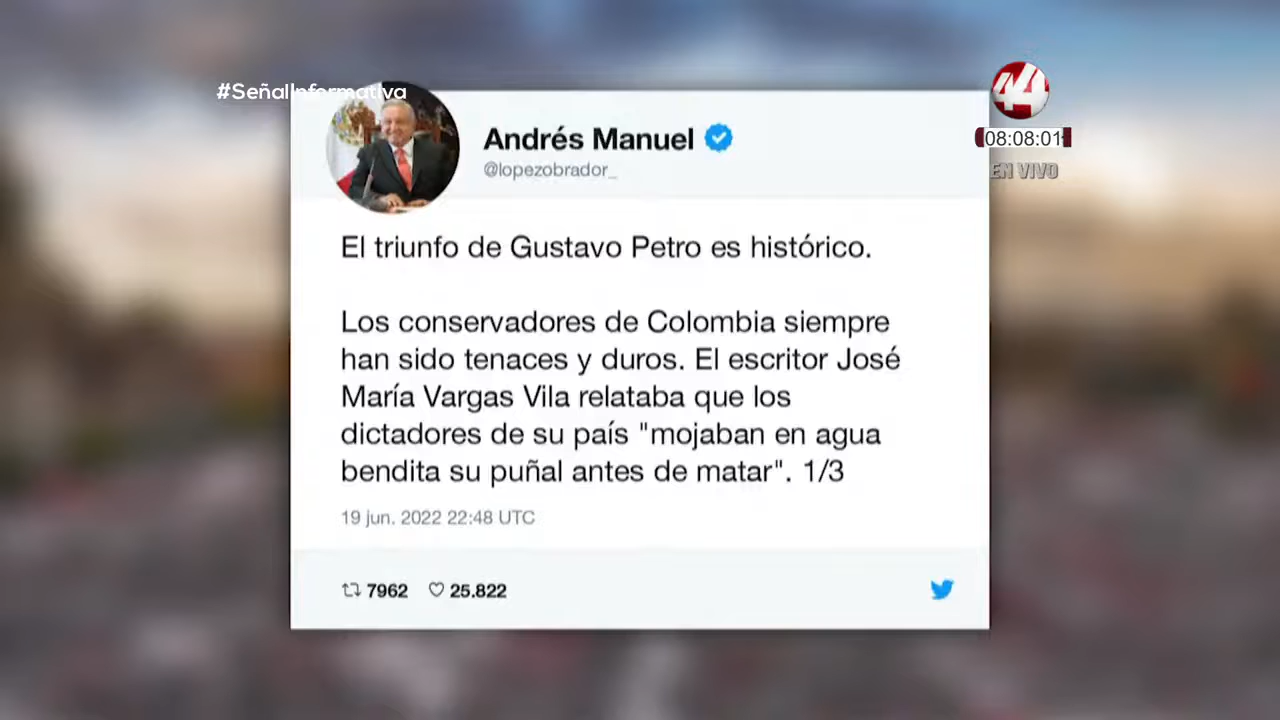 #SeñalInformativa
44
08:08:01
EN VIVO
Andrés Manuel
@lopezobrador_
El triunfo de Gustavo Petro es histórico.
Los conservadores de Colombia siempre
han sido tenaces y duros. El escritor José
María Vargas Vila relataba que los
dictadores de su país "mojaban en agua
bendita su puñal antes de matar". 1/3
19 jun. 2022 22:48 UTC
7962 25.822